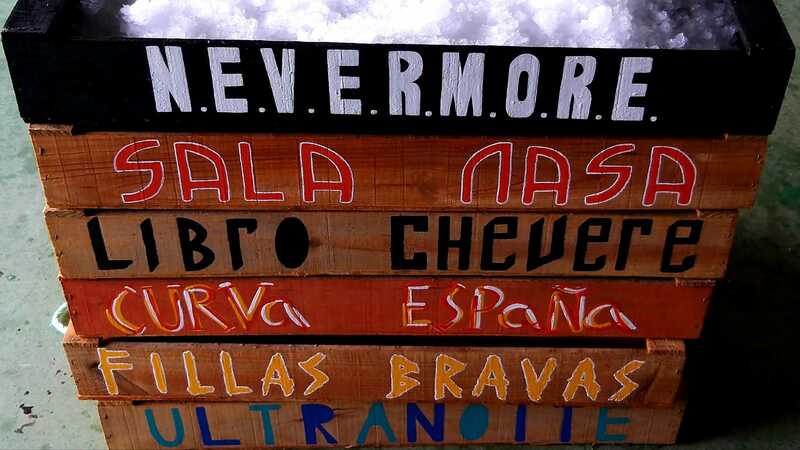 N.E.V.E.R.M.O.R.E.
SALA NASA
LIBRO CHEVERE
CURVa ESPaÑa
FILLAS BRAVAS
ULTRANOITE